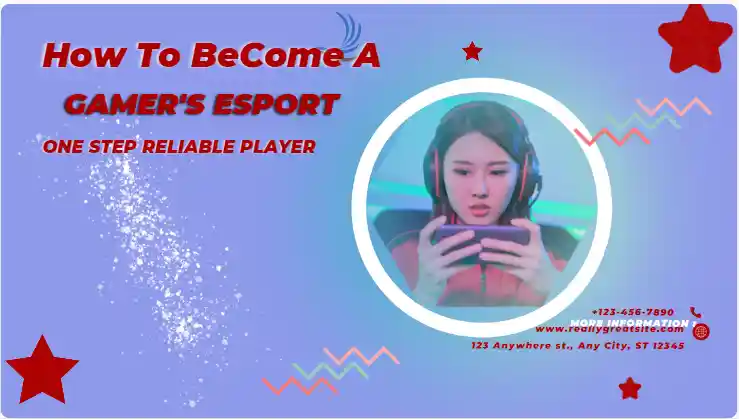 How To BeCome A
GAMER'S ESPORT
ONE STEP RELIABLE PLAYER
+123-456-7890
MORE INFORMATION :
www.reallygreatsite.com
123 Anywhere st., Any City, ST 12345